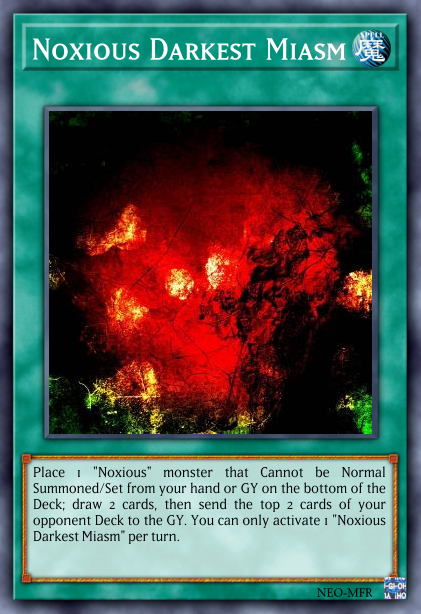 Noxious Darkest Miasm
SPELL
魔
Place 1 "Noxious" monster that Cannot be Normal
Summoned/Set from your hand or GY on the bottom of the
Deck; draw 2 cards, then send the top 2 cards of your
opponent Deck to the GY. You can only activate 1 "Noxious
Darkest Miasm" per turn.
NEO-MFR